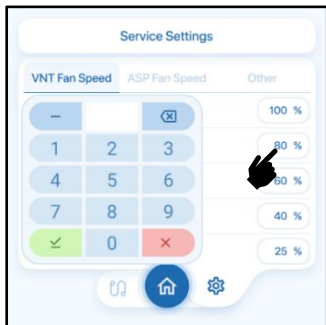 Service Settings
VNT Fan Speed ASP Fan Speed Other
− 100 %
1 2 3 80 %
4 5 6 60 %
7 8 9 40 %
0 × 25 %